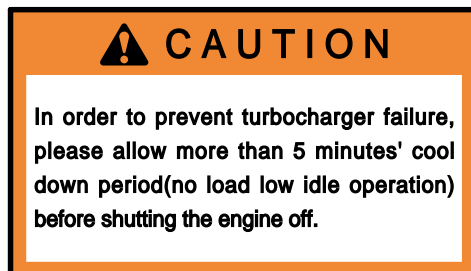 CAUTION
In order to prevent turbocharger failure,
please allow more than 5 minutes' cool
down period(no load low idle operation)
before shutting the engine off.